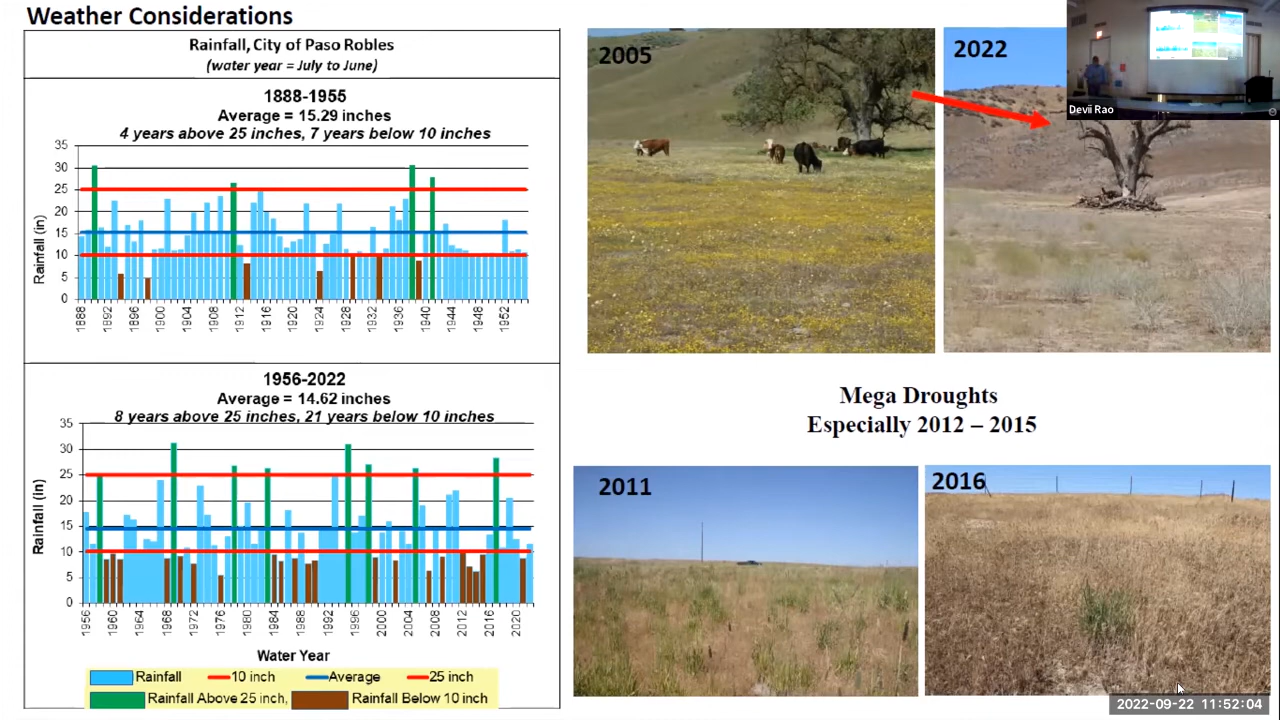 Weather Considerations
Rainfall, City of Paso Robles
(water year = July to June)
1888-1955
Average = 15.29 inches
4 years above 25 inches, 7 years below 10 inches
35
30
25
20
15
10
5
0
Rainfall (in)
1888 1892 1896 1900 1904 1908 1912 1916 1920 1924 1928 1932 1936 1940 1944 1948 1952
1956-2022
Average = 14.62 inches
8 years above 25 inches, 21 years below 10 inches
35
30
25
20
15
10
5
0
Rainfall (in)
1956 1960 1964 1968 1972 1976 1980 1984 1988 1992 1996 2000 2004 2008 2012 2016 2020
Water Year
Rainfall 10 inch Average 25 inch
Rainfall Above 25 inch, Rainfall Below 10 inch
2005
2022
Devii Rao
Mega Droughts
Especially 2012 – 2015
2011
2016
2022-09-22 11:52:04